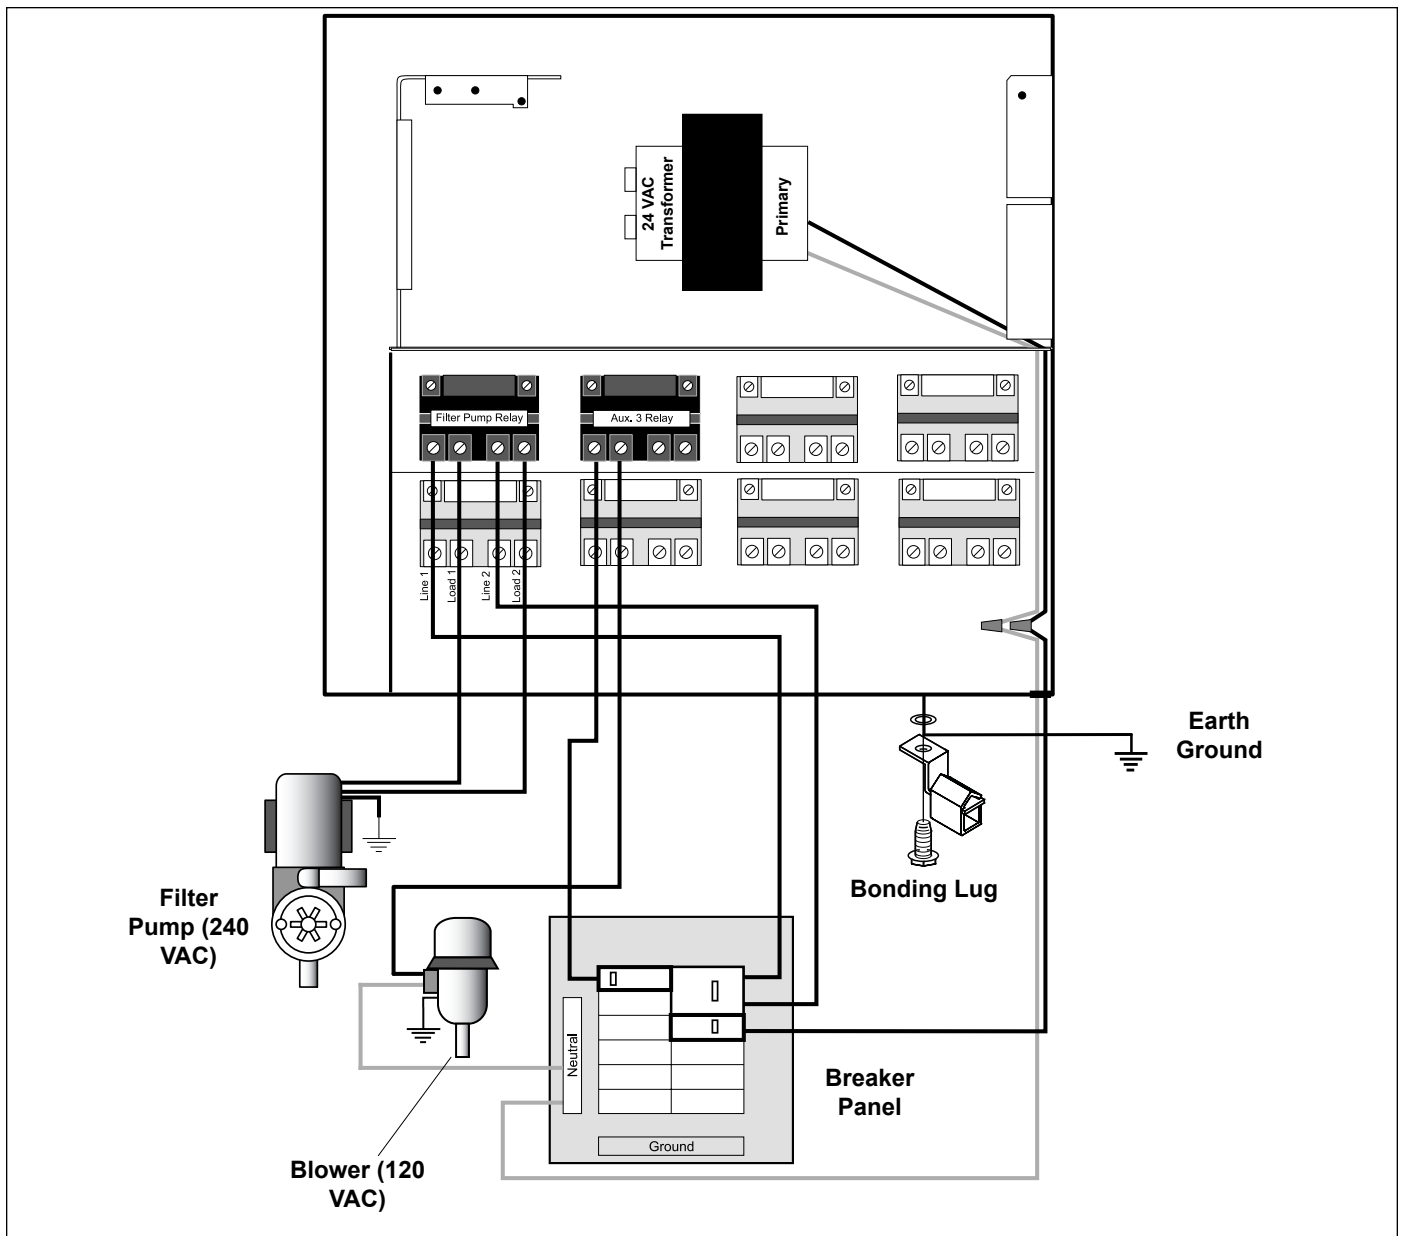 24 VAC
Transformer
Primary
Filter Pump Relay
Aux. 3 Relay
Line 1
Load 1
Line 2
Load 2
Earth
Ground
Bonding Lug
Filter
Pump (240
VAC)
Neutral
Breaker
Panel
Ground
Blower (120
VAC)